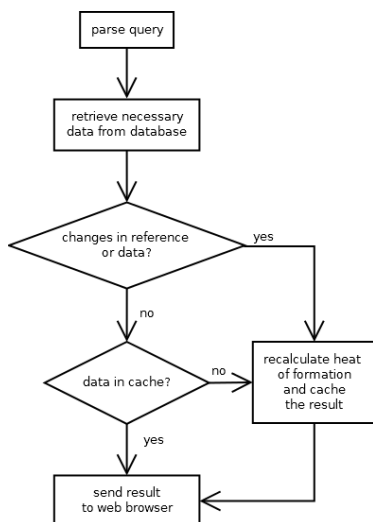 parse query
retrieve necessary
data from database
changes in reference
or data?
yes
no
data in cache?
no
recalculate heat
of formation
and cache
the result
yes
send result
to web browser